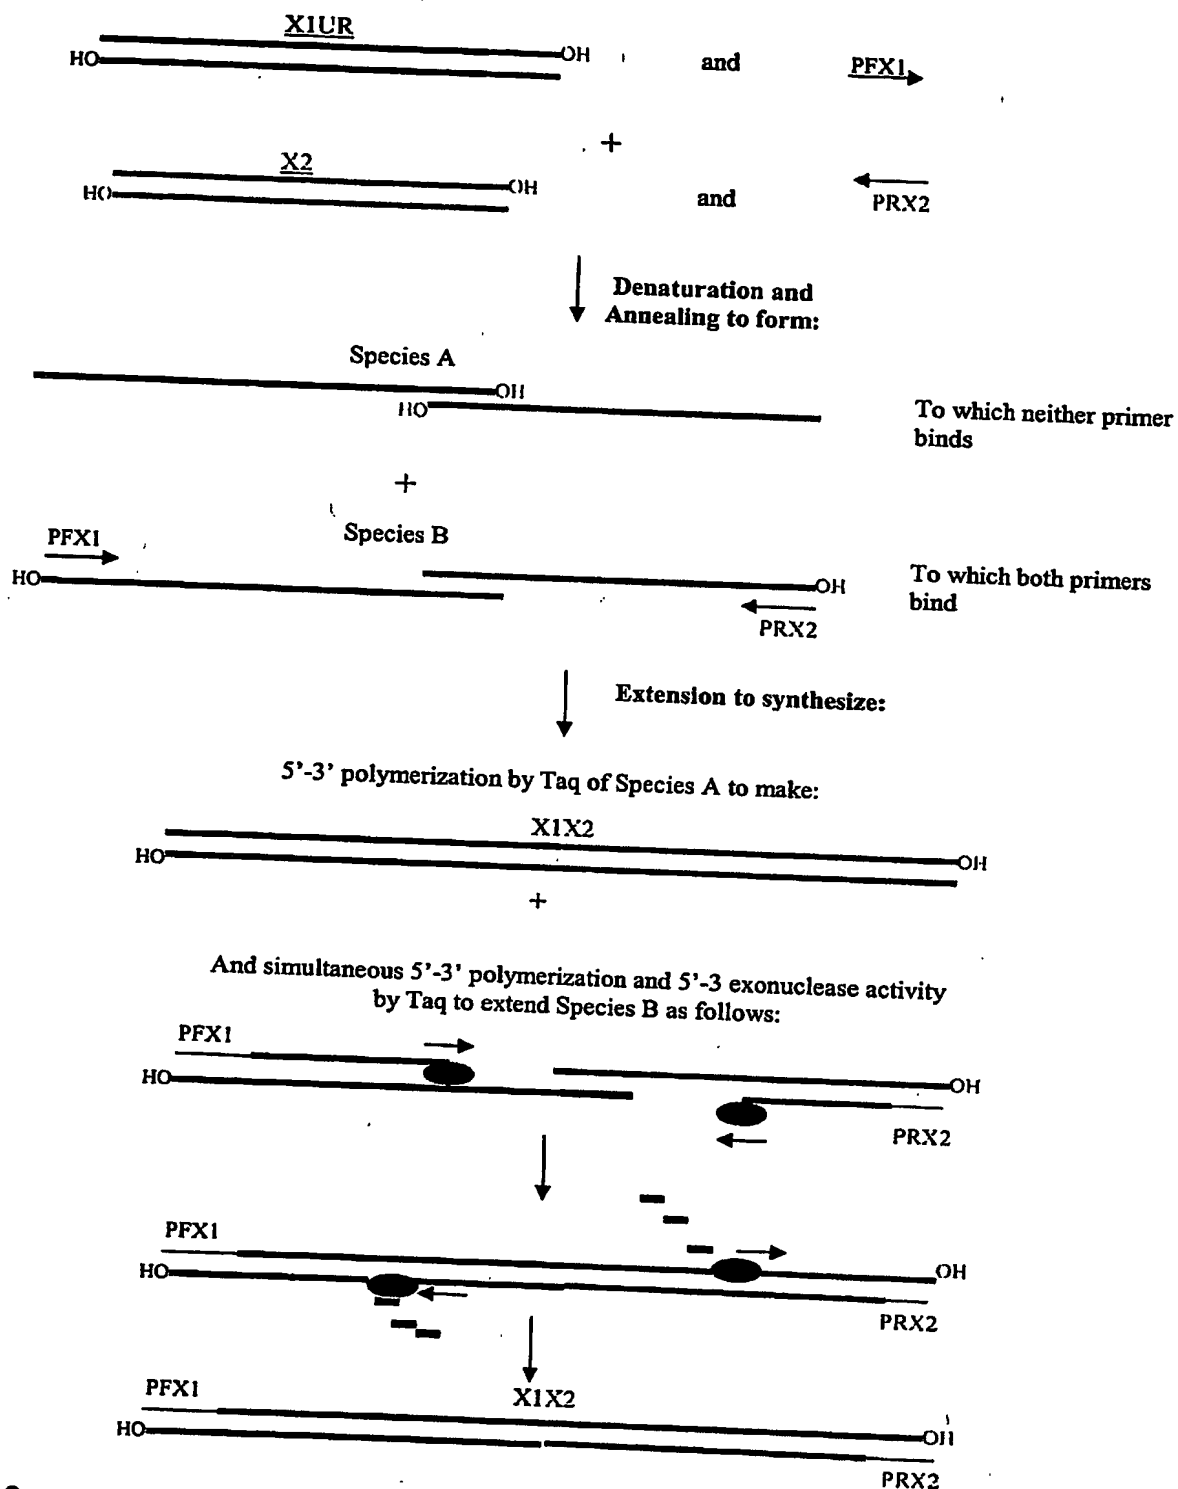 X1UR
HO OH and PFX1
+
X2
HO OH and PRX2
Denaturation and
Annealing to form:
Species A
OH
HO
To which neither primer
binds
+
PFX1 Species B
HO OH
PRX2
To which both primers
bind
Extension to synthesize:
5'-3' polymerization by Taq of Species A to make:
X1X2
HO OH
+
And simultaneous 5'-3' polymerization and 5'-3 exonuclease activity
by Taq to extend Species B as follows:
PFX1
HO OH
PRX2
PFX1
HO OH
PRX2
PFX1 X1X2
HO OH
PRX2